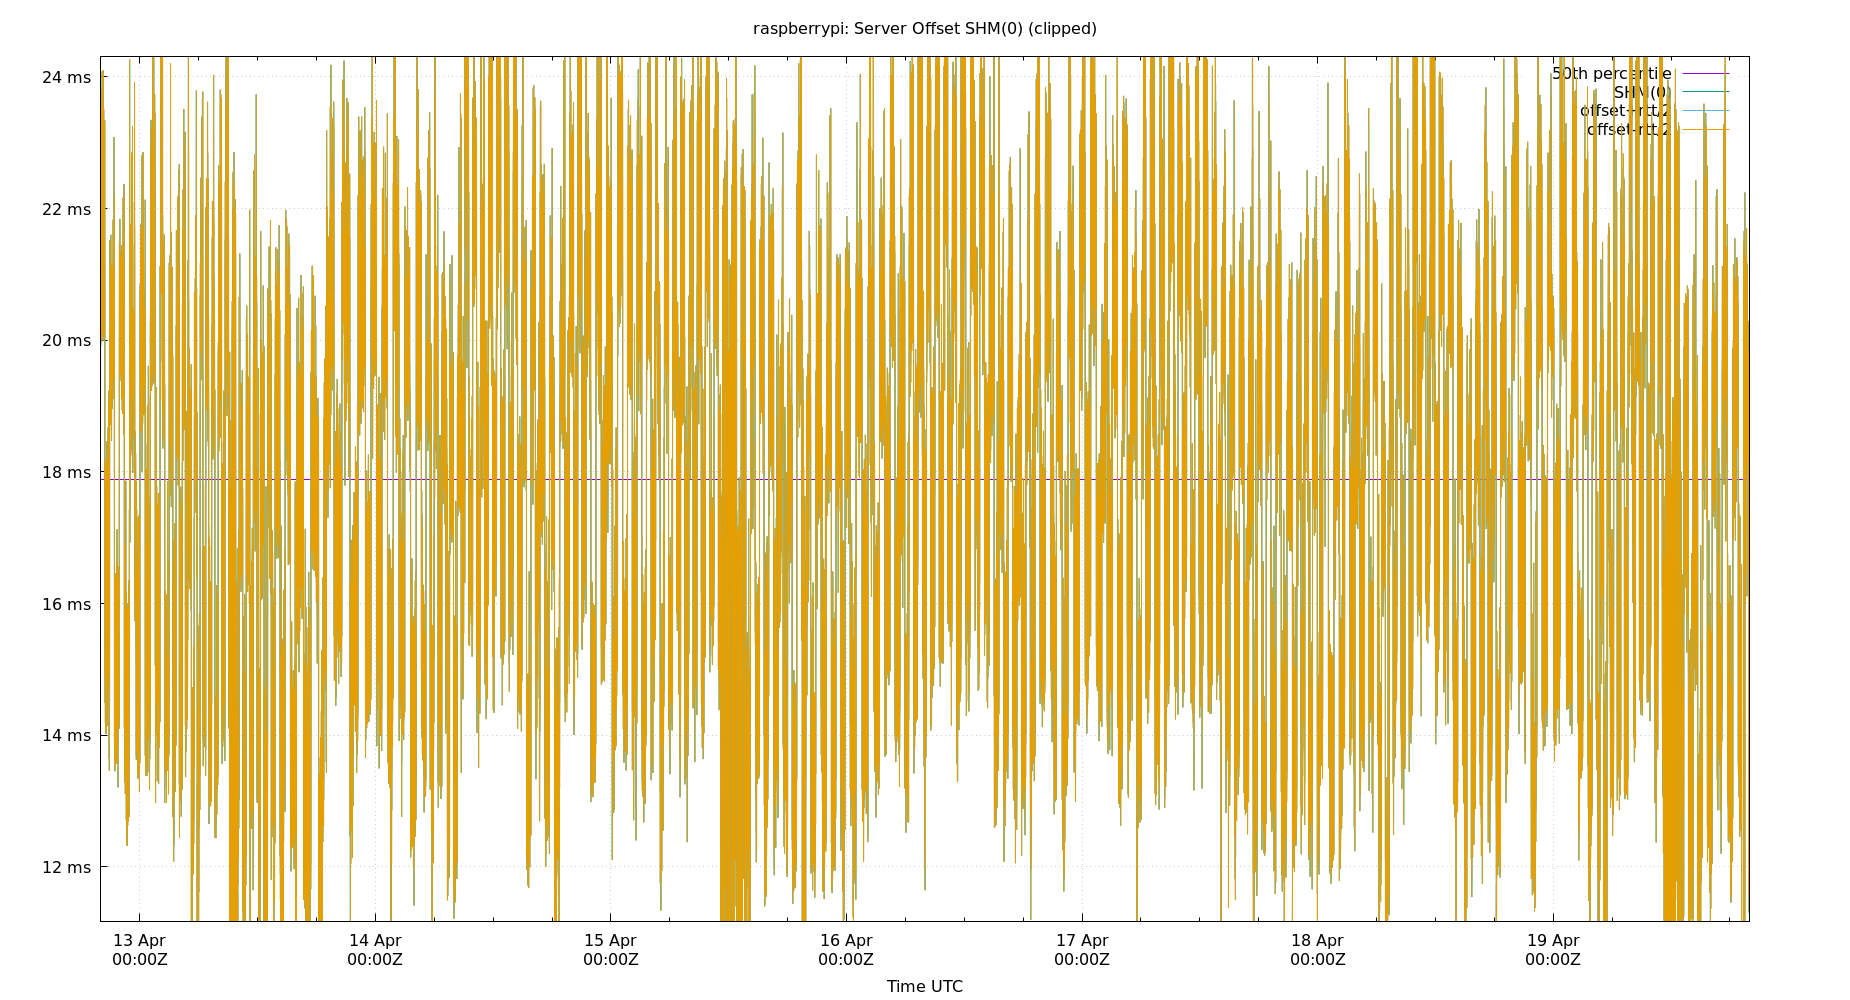 raspberrypi: Server Offset SHM(0) (clipped)
24 ms
22 ms
20 ms
18 ms
16 ms
14 ms
12 ms
50th percentile
SHM(0)
offset+rtt/2
offset-rtt/2
13 Apr 14 Apr 15 Apr 16 Apr 17 Apr 18 Apr 19 Apr
00:00Z 00:00Z 00:00Z 00:00Z 00:00Z 00:00Z 00:00Z
Time UTC